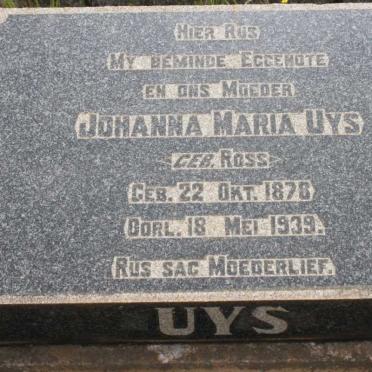 Hier Rus
My beminde Eggenote
en ons Moeder
Johanna Maria Uys
(geb. Ross)
Geb. 22 Okt. 1876
Oorl. 18 Mei 1939.
Rus sag Moederlief.
UYS